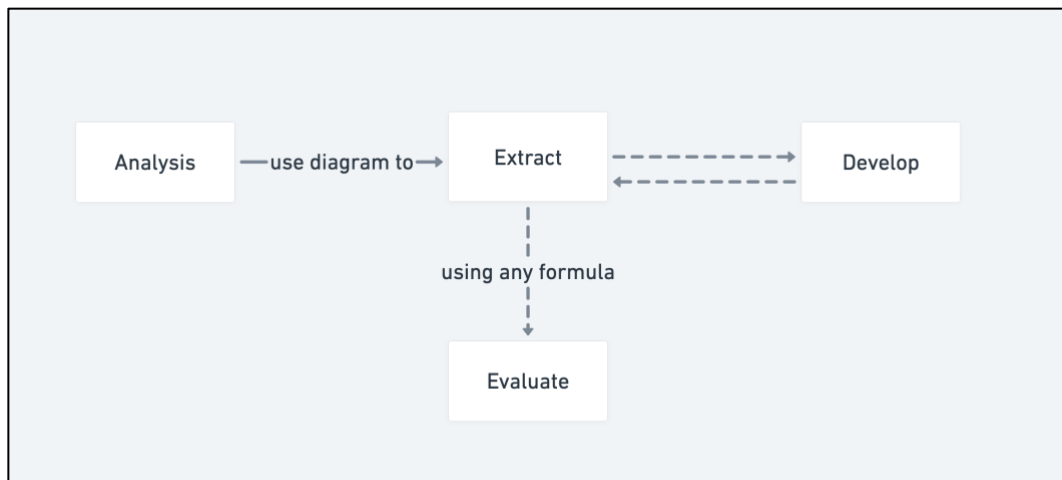 Analysis
use diagram to
Extract
Develop
using any formula
Evaluate